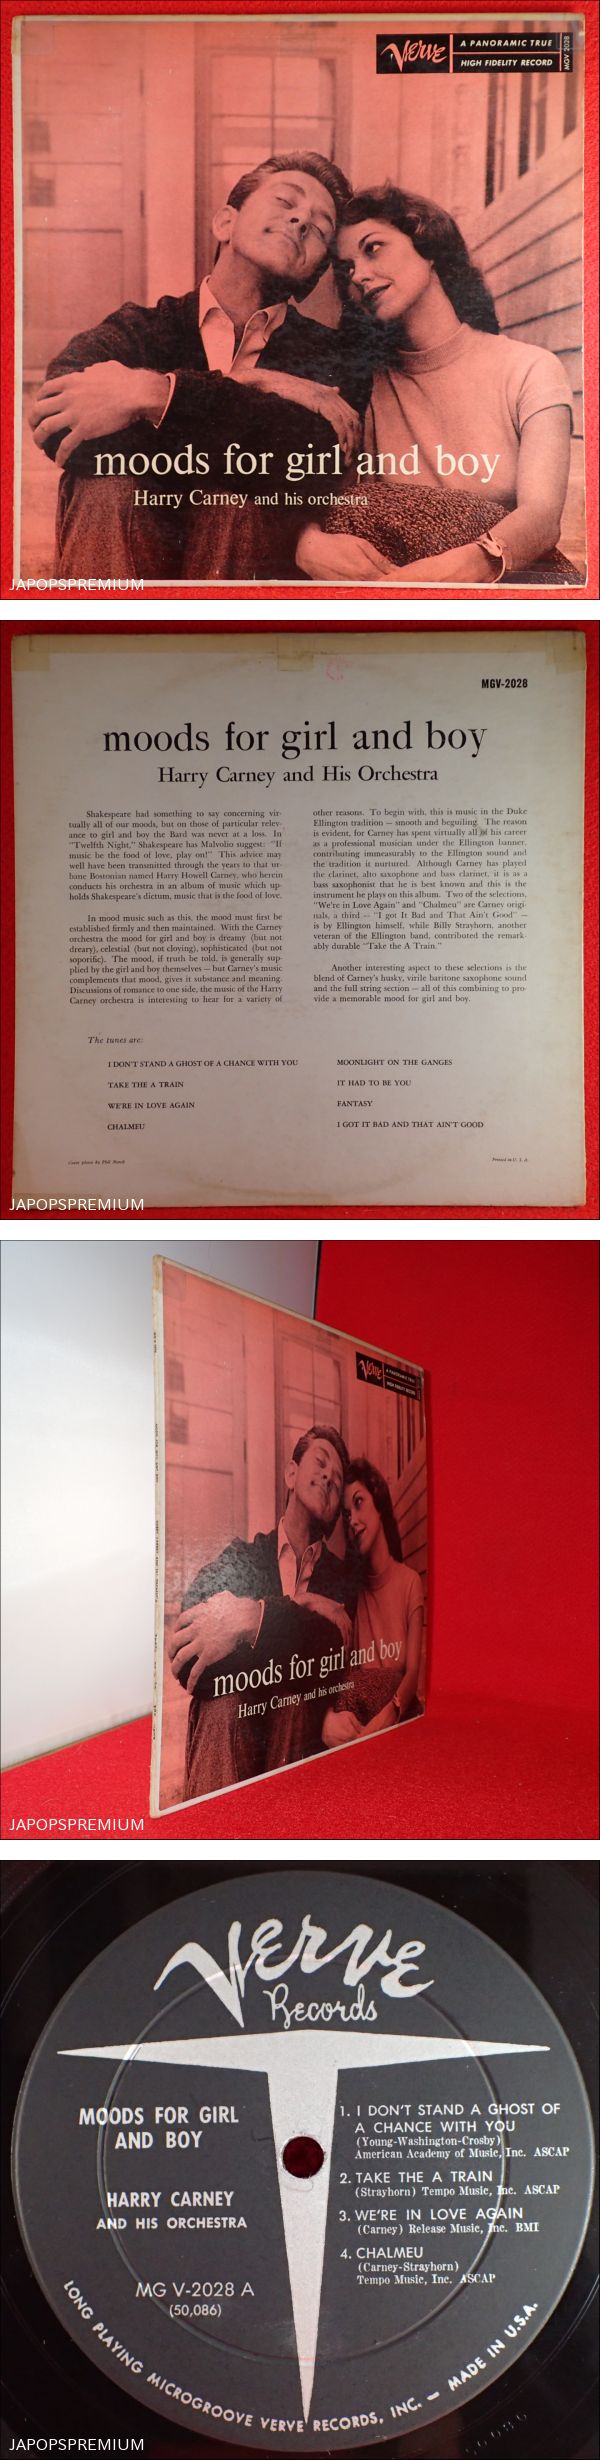 Verve
A PANORAMIC TRUE
HIGH FIDELITY RECORD
MGV 2028
moods for girl and boy
Harry Carney and his orchestra
JAPOPSPREMIUM
MGV-2028
moods for girl and boy
Harry Carney and His Orchestra
Shakespeare had something to say concerning vir-
tually all of our moods, but on those of particular relev-
ance to girl and boy the Bard was never at a loss. In
"Twelfth Night," Shakespeare has Malvolio suggest: "If
music be the food of love, play on!" This advice may
well have been transmitted through the years to that ur-
bane Bostonian named Harry Howell Carney, who herein
conducts his orchestra in an album of music which up-
holds Shakespeare's dictum, music that is the food of love.
In mood music such as this, the mood must first be
established firmly and then maintained. With the Carney
orchestra the mood for girl and boy is dreamy (but not
dreary), celestial (but not cloying), sophisticated (but not
soporific). The mood, if truth be told, is generally sup-
plied by the girl and boy themselves — but Carney's music
complements that mood, gives it substance and meaning.
Discussions of romance to one side, the music of the Harry
Carney orchestra is interesting to hear for a variety of
other reasons. To begin with, this is music in the Duke
Ellington tradition — smooth and beguiling. The reason
is evident, for Carney has spent virtually all of his career
as a professional musician under the Ellington banner,
contributing immeasurably to the Ellington sound and
the tradition it nurtured. Although Carney has played
the clarinet, alto saxophone and bass clarinet, it is as a
bass saxophonist that he is best known and this is the
instrument he plays on this album. Two of the selections,
"We're in Love Again" and "Chalmeu" are Carney origi-
nals, a third — "I got It Bad and That Ain't Good" —
is by Ellington himself, while Billy Strayhorn, another
veteran of the Ellington band, contributed the remark-
ably durable "Take the A Train."
Another interesting aspect to these selections is the
blend of Carney's husky, virile baritone saxophone sound
and the full string section — all of this combining to pro-
vide a memorable mood for girl and boy.
The tunes are:
I DON'T STAND A GHOST OF A CHANCE WITH YOU
TAKE THE A TRAIN
WE'RE IN LOVE AGAIN
CHALMEU
MOONLIGHT ON THE GANGES
IT HAD TO BE YOU
FANTASY
I GOT IT BAD AND THAT AIN'T GOOD
Cover photo by Phil
Printed in U. S. A.
JAPOPSPREMIUM
Verve
A PANORAMIC TRUE
HIGH FIDELITY RECORD
moods for girl and boy
Harry Carney and his orchestra
JAPOPSPREMIUM
Verve
Records
MOODS FOR GIRL
AND BOY
HARRY CARNEY
AND HIS ORCHESTRA
MG V-2028 A
(50,086)
1. I DON'T STAND A GHOST OF
A CHANCE WITH YOU
(Young-Washington-Crosby)
American Academy of Music, Inc. ASCAP
2. TAKE THE A TRAIN
(Strayhorn) Tempo Music, Inc. ASCAP
3. WE'RE IN LOVE AGAIN
(Carney) Release Music, Inc. BMI
4. CHALMEU
(Carney-Strayhorn)
Tempo Music, Inc. ASCAP
LONG PLAYING MICROGROOVE VERVE RECORDS, INC. — MADE IN U.S.A.
JAPOPSPREMIUM